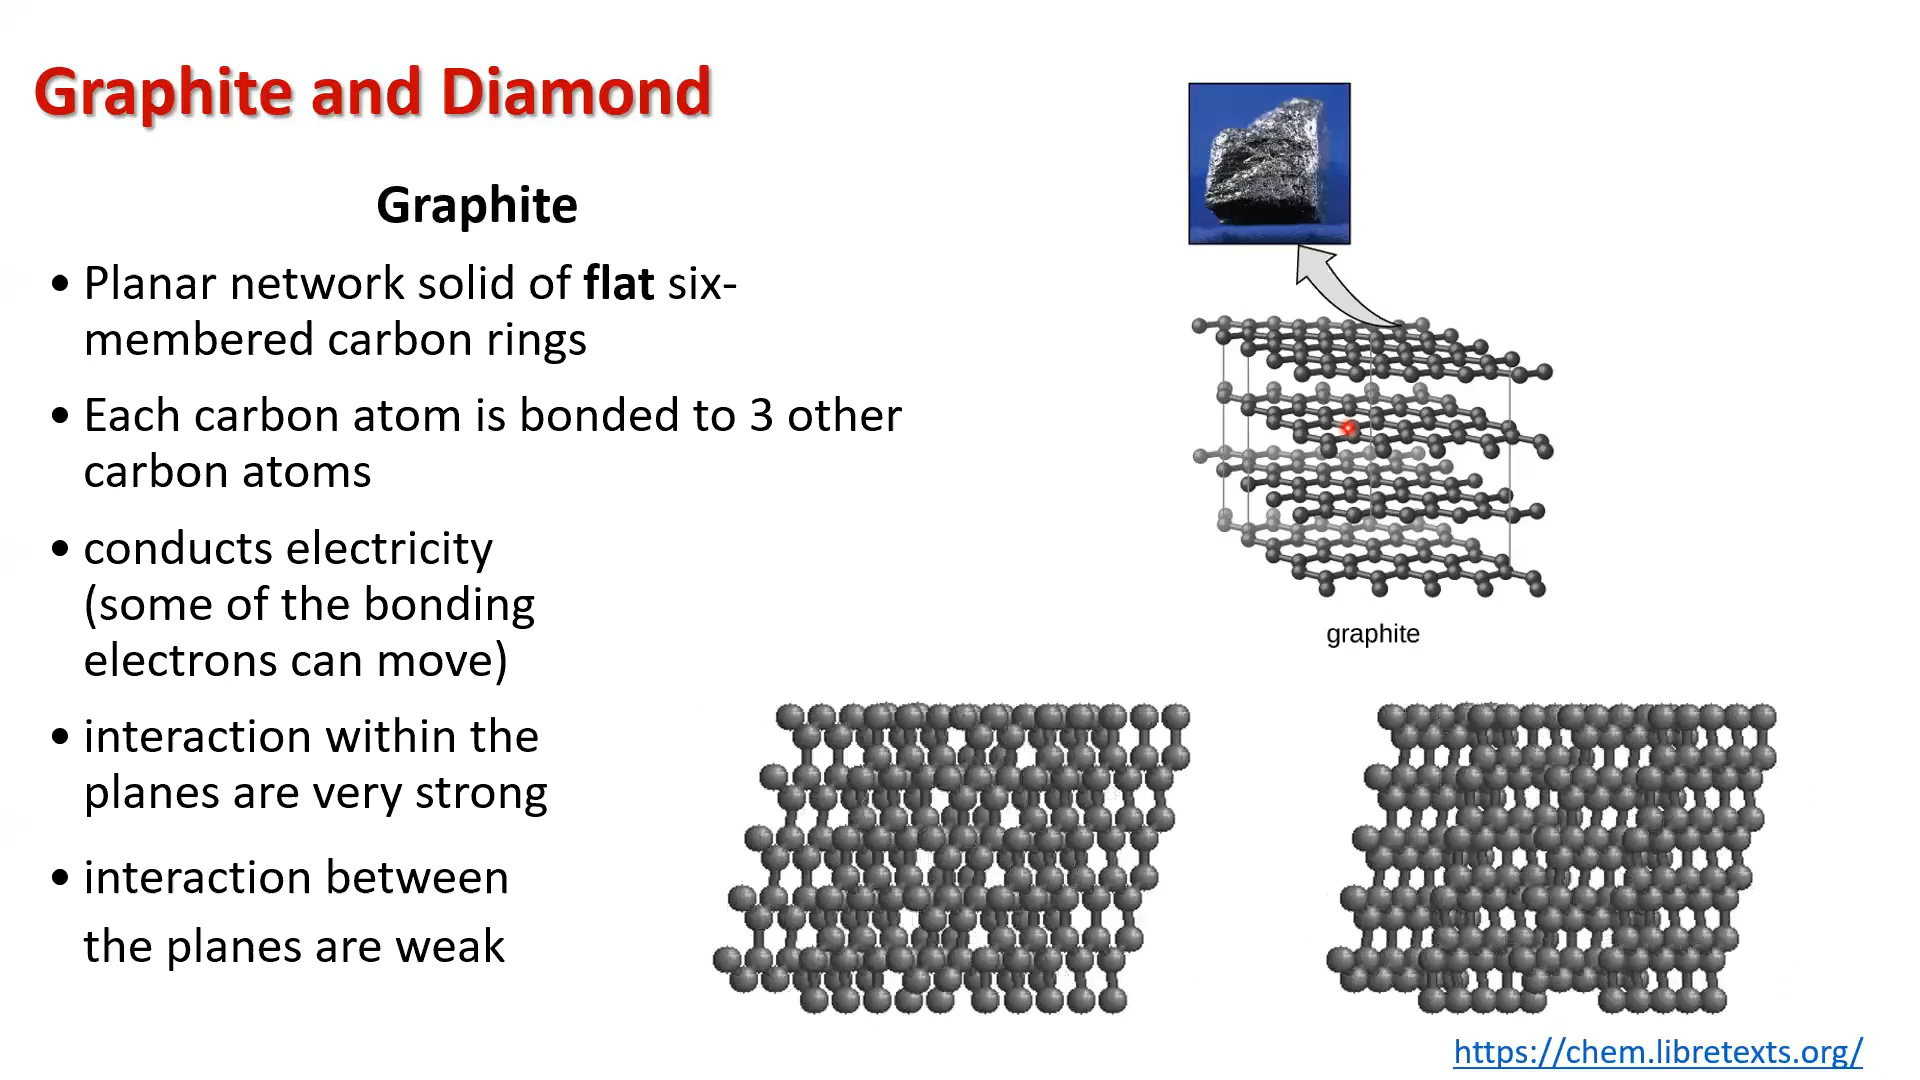 Graphite and Diamond
Graphite
• Planar network solid of flat six-
membered carbon rings
• Each carbon atom is bonded to 3 other
carbon atoms
• conducts electricity
(some of the bonding
electrons can move)
• interaction within the
planes are very strong
• interaction between
the planes are weak
graphite
https://chem.libretexts.org/